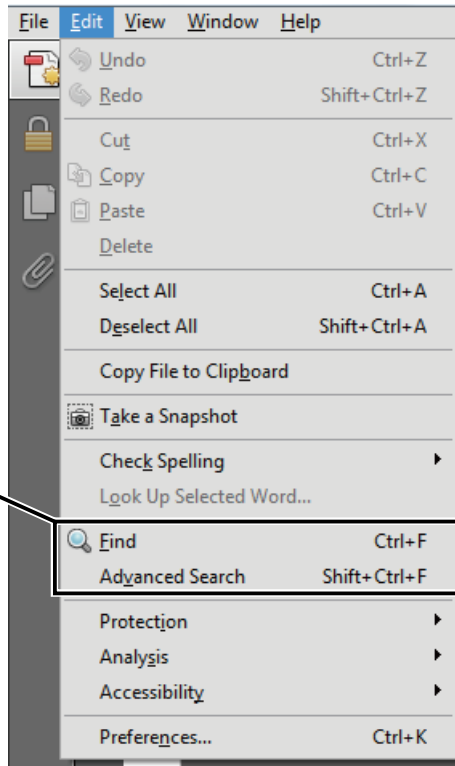 File Edit View Window Help
Undo Ctrl+Z
Redo Shift+Ctrl+Z
Cut Ctrl+X
Copy Ctrl+C
Paste Ctrl+V
Delete
Select All Ctrl+A
Deselect All Shift+Ctrl+A
Copy File to Clipboard
Take a Snapshot
Check Spelling
Look Up Selected Word...
Find Ctrl+F
Advanced Search Shift+Ctrl+F
Protection
Analysis
Accessibility
Preferences... Ctrl+K